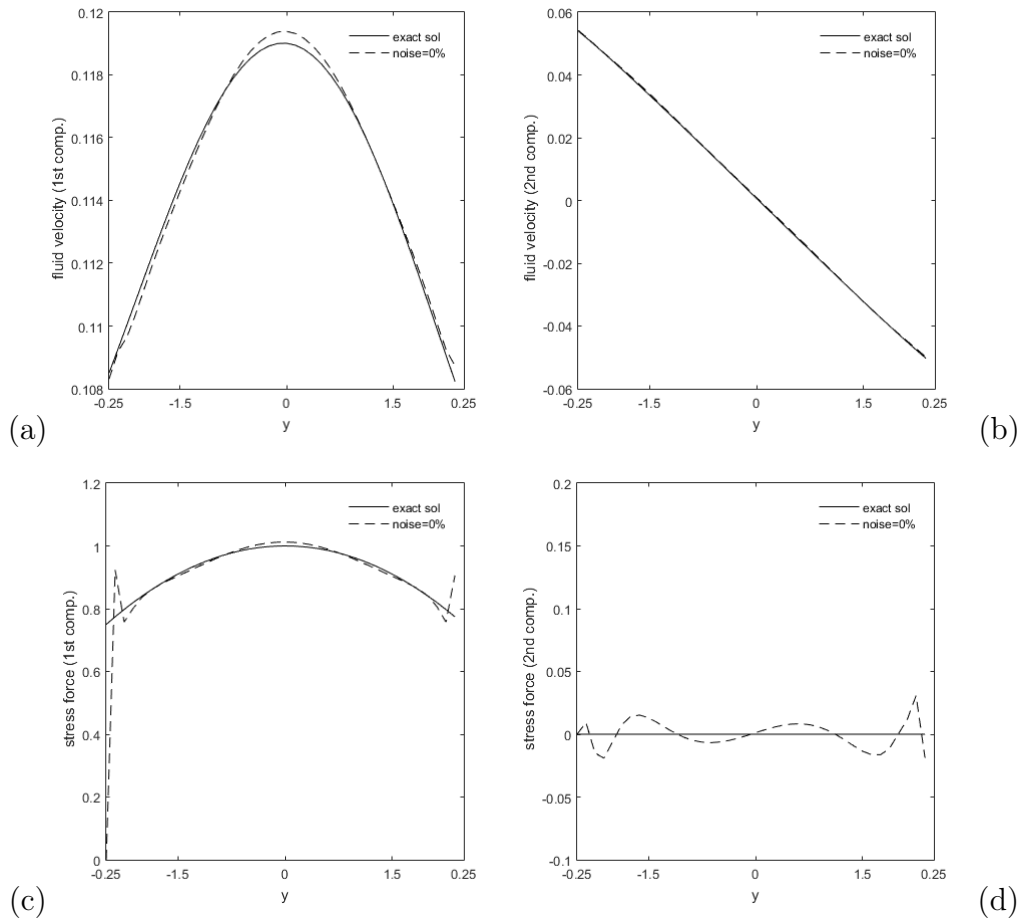 0.12
0.118
0.116
0.114
0.112
0.11
0.108
fluid velocity (1st comp.)
-0.25 -1.5 0 1.5 0.25
y
exact sol
noise=0%
(a)
0.06
0.04
0.02
0
-0.02
-0.04
-0.06
fluid velocity (2nd comp.)
-0.25 -1.5 0 1.5 0.25
y
exact sol
noise=0%
(b)
1.2
1
0.8
0.6
0.4
0.2
0
stress force (1st comp.)
-0.25 -1.5 0 1.5 0.25
y
exact sol
noise=0%
(c)
0.2
0.15
0.1
0.05
0
-0.05
-0.1
stress force (2nd comp.)
-0.25 -1.5 0 1.5 0.25
y
exact sol
noise=0%
(d)